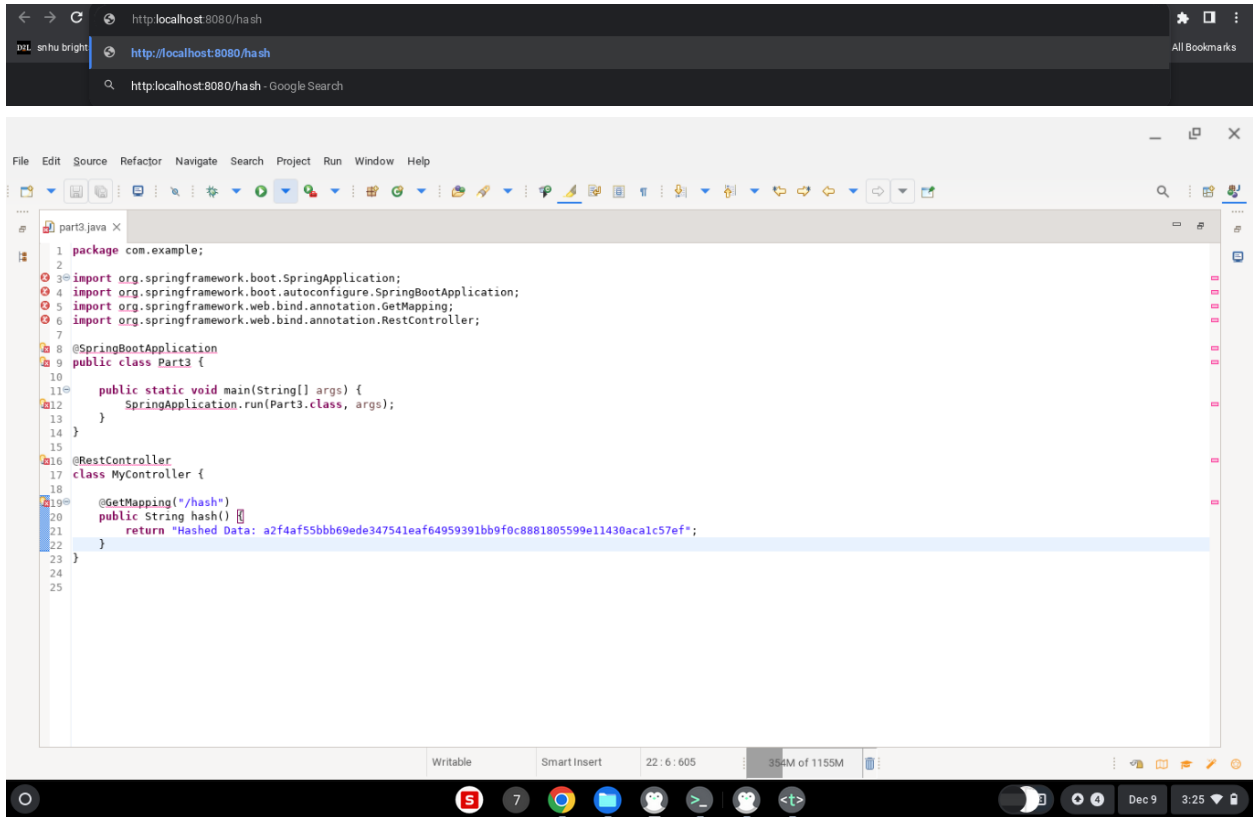 http:localhost:8080/hash
D2L snhu bright
http://localhost:8080/hash
All Bookmarks
http:localhost:8080/hash - Google Search
File Edit Source Refactor Navigate Search Project Run Window Help
part3.java
1 package com.example;
2
3 import org.springframework.boot.SpringApplication;
4 import org.springframework.boot.autoconfigure.SpringBootApplication;
5 import org.springframework.web.bind.annotation.GetMapping;
6 import org.springframework.web.bind.annotation.RestController;
7
8 @SpringBootApplication
9 public class Part3 {
10
11 public static void main(String[] args) {
12 SpringApplication.run(Part3.class, args);
13 }
14 }
15
16 @RestController
17 class MyController {
18
19 @GetMapping("/hash")
20 public String hash() {
21 return "Hashed Data: a2f4af55bbb69ede347541eaf64959391bb9f0c8881805599e11430aca1c57ef";
22 }
23 }
24
25
Writable Smart Insert 22 : 6 : 605 354M of 1155M
S 7 >_ <t> 3 4 Dec 9 3:25